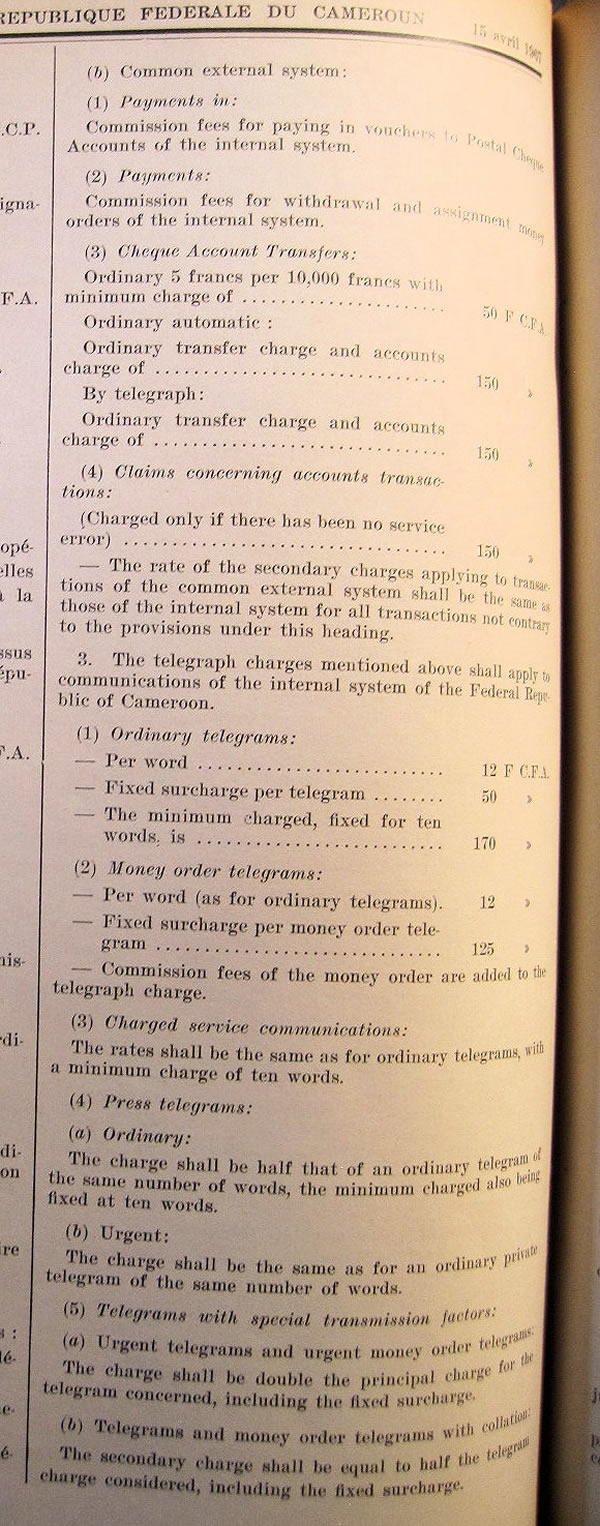 REPUBLIQUE FEDERALE DU CAMEROUN
15 avril 1967
.C.P.
igna-
F.A.
opé-
elles
à la
ssus
épu-
F.A.
nis-
rdi-
di-
on
ire
s :
lé-
e-
é-
(b) Common external system:
(1) Payments in:
Commission fees for paying in vouchers to Postal Cheque
Accounts of the internal system.
(2) Payments:
Commission fees for withdrawal and assignment money
orders of the internal system.
(3) Cheque Account Transfers:
Ordinary 5 francs per 10,000 francs with
minimum charge of .......................... 50 F C.F.A.
Ordinary automatic :
Ordinary transfer charge and accounts
charge of .................................... 150 »
By telegraph:
Ordinary transfer charge and accounts
charge of .................................... 150 »
(4) Claims concerning accounts transac-
tions:
(Charged only if there has been no service
error) ........................................ 150 »
— The rate of the secondary charges applying to transac-
tions of the common external system shall be the same as
those of the internal system for all transactions not contrary
to the provisions under this heading.
3. The telegraph charges mentioned above shall apply to
communications of the internal system of the Federal Repu-
blic of Cameroon.
(1) Ordinary telegrams:
— Per word .............................. 12 F C.F.A.
— Fixed surcharge per telegram ........ 50 »
— The minimum charged, fixed for ten
words, is .............................. 170 »
(2) Money order telegrams:
— Per word (as for ordinary telegrams). 12 »
— Fixed surcharge per money order tele-
gram .................................. 125 »
— Commission fees of the money order are added to the
telegraph charge.
(3) Charged service communications:
The rates shall be the same as for ordinary telegrams, with
a minimum charge of ten words.
(4) Press telegrams:
(a) Ordinary:
The charge shall be half that of an ordinary telegram of
the same number of words, the minimum charged also being
fixed at ten words.
(b) Urgent:
The charge shall be the same as for an ordinary private
telegram of the same number of words.
(5) Telegrams with special transmission factors:
(a) Urgent telegrams and urgent money order telegrams:
The charge shall be double the principal charge for the
telegram concerned, including the fixed surcharge.
(b) Telegrams and money order telegrams with collation:
The secondary charge shall be equal to half the telegram
charge considered, including the fixed surcharge.